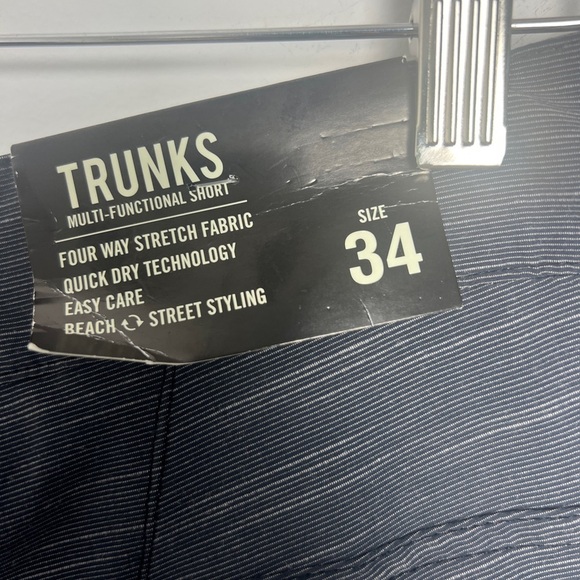 TRUNKS
MULTI-FUNCTIONAL SHORT
FOUR WAY STRETCH FABRIC
QUICK DRY TECHNOLOGY
EASY CARE
BEACH STREET STYLING
SIZE
34